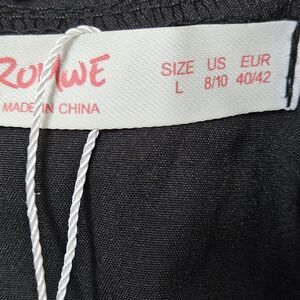 ROMWE
SIZE US EUR
L 8/10 40/42
MADE IN CHINA